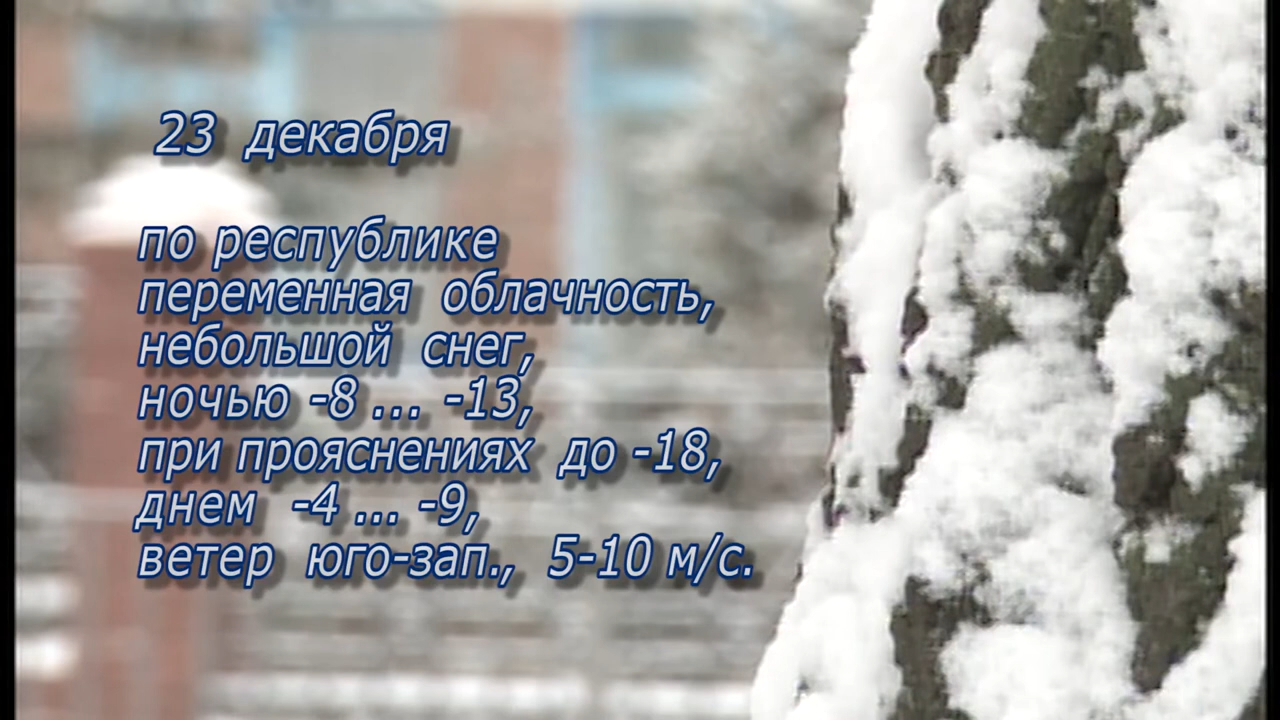 23 декабря
по республике
переменная облачность,
небольшой снег,
ночью -8 ... -13,
при прояснениях до -18,
днем -4 ... -9,
ветер юго-зап., 5-10 м/с.